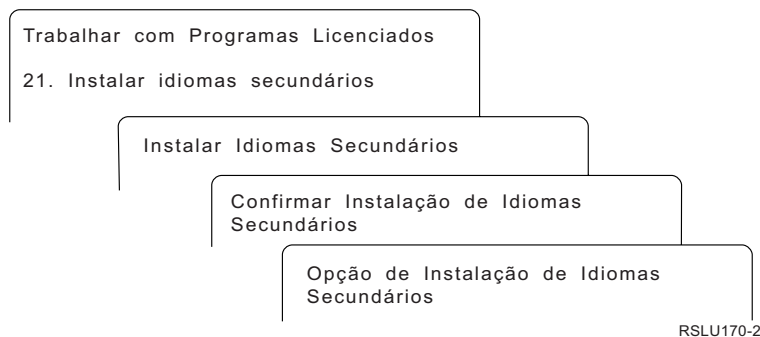 Trabalhar com Programas Licenciados
21. Instalar idiomas secundários
Instalar Idiomas Secundários
Confirmar Instalação de Idiomas
Secundários
Opção de Instalação de Idiomas
Secundários
RSLU170-2